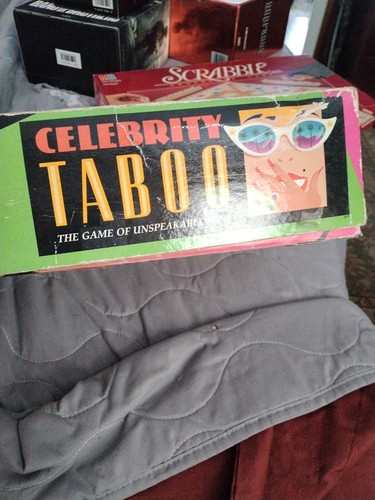 SCRABBLE
CELEBRITY
TABOO
THE GAME OF UNSPEAKABLE